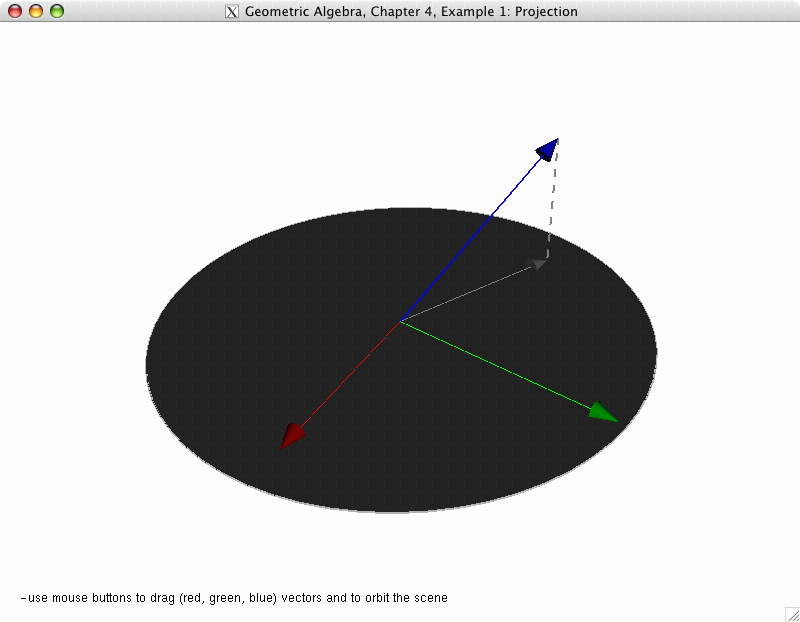 Geometric Algebra, Chapter 4, Example 1: Projection
-use mouse buttons to drag (red, green, blue) vectors and to orbit the scene